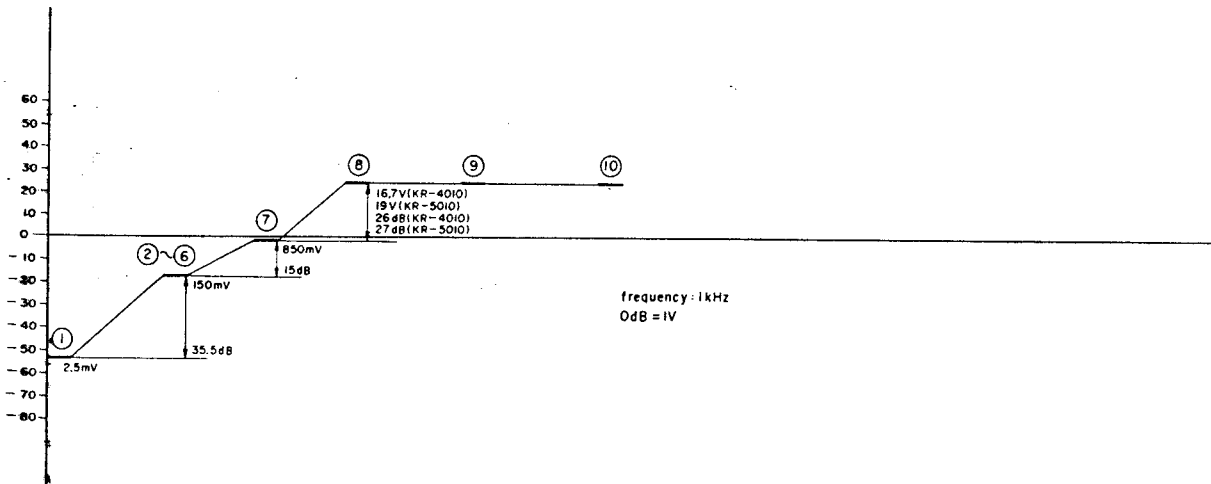 60
50
40
30
20
10
0
-10
-20
-30
-40
-50
-60
-70
-80
①
2.5mV
②~⑥
150mV
35.5dB
⑦
850mV
15dB
⑧
⑨
⑩
16.7V(KR-4010)
19V(KR-5010)
26dB(KR-4010)
27dB(KR-5010)
frequency:1kHz
0dB=1V